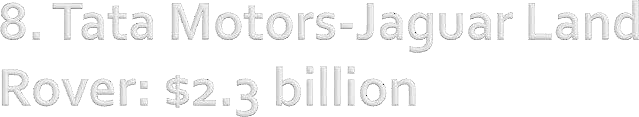 8. Tata Motors-Jaguar Land
Rover: $2.3 billion